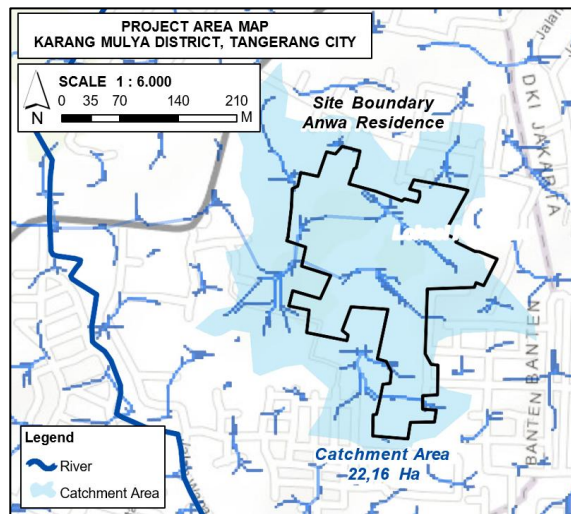 PROJECT AREA MAP
KARANG MULYA DISTRICT, TANGERANG CITY
SCALE 1 : 6.000
0 35 70 140 210
M
N
Site Boundary
Anwa Residence
DKI JAKARTA
BANTEN BANTEN
Catchment Area
22,16 Ha
Legend
River
Catchment Area